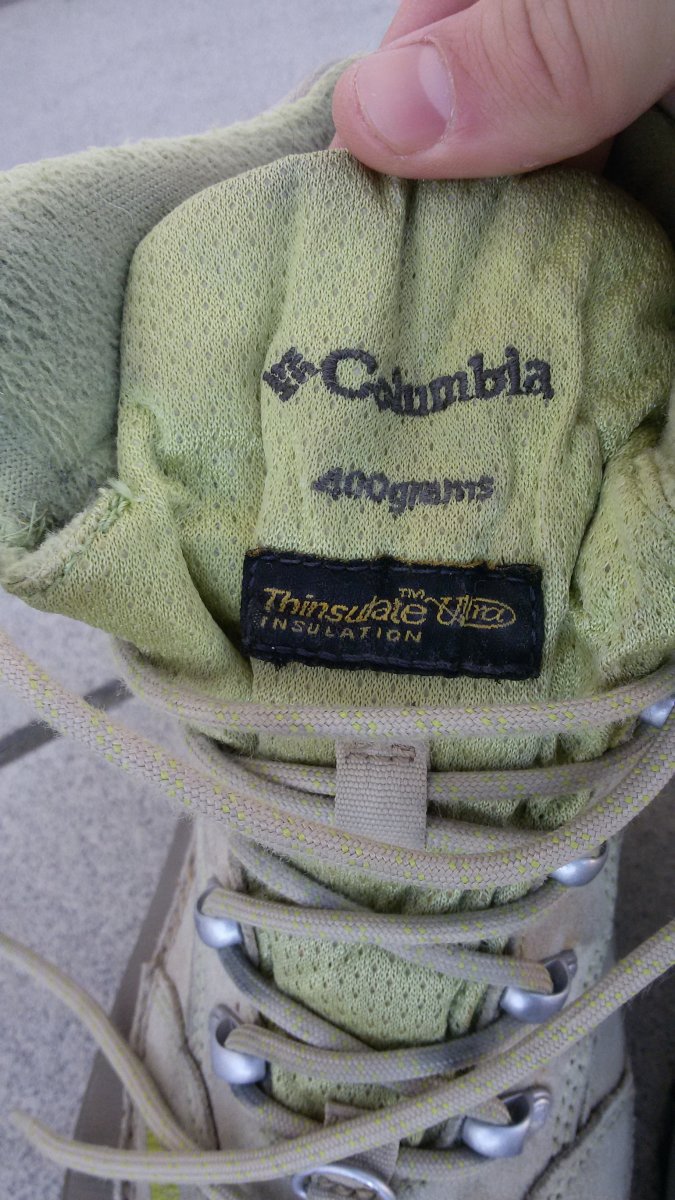 Columbia
400grams
Thinsulate™ Ultra
INSULATION